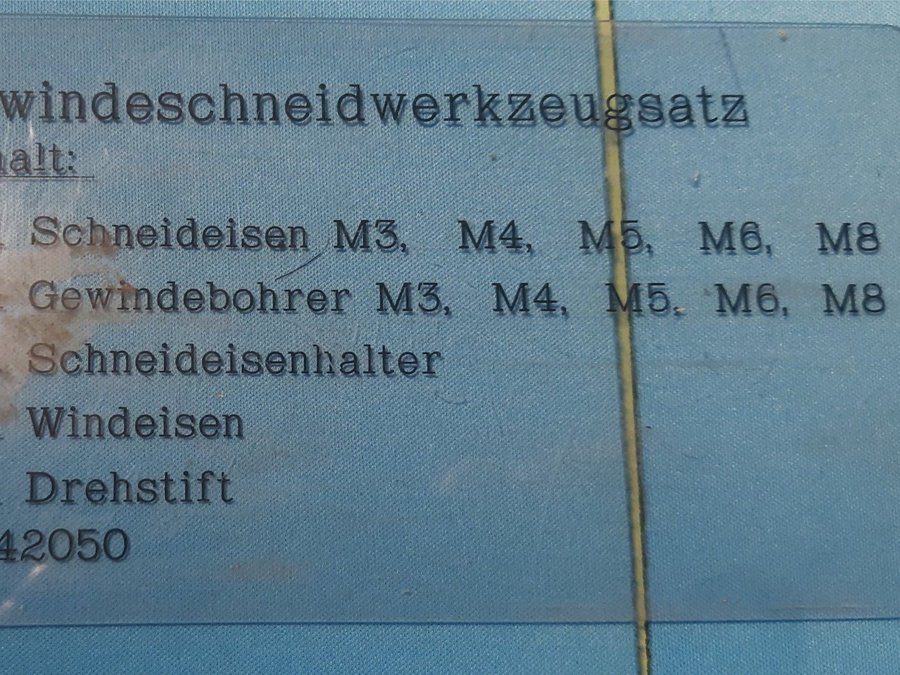 windeschneidwerkzeugsatz
halt:
Schneideisen M3, M4, M5, M6, M8
Gewindebohrer M3, M4, M5. M6, M8
Schneideisenhalter
Windeisen
Drehstift
42050